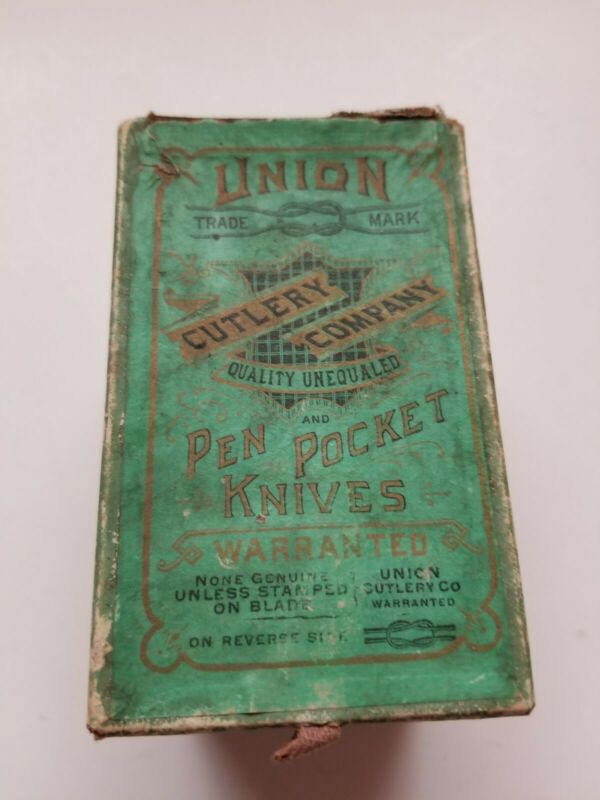 UNION
TRADE MARK
CUTLERY
COMPANY
QUALITY UNEQUALED
AND
PEN POCKET
KNIVES
WARRANTED
NONE GENUINE
UNLESS STAMPED
ON BLADE
UNION
CUTLERY CO
WARRANTED
ON REVERSE SIDE